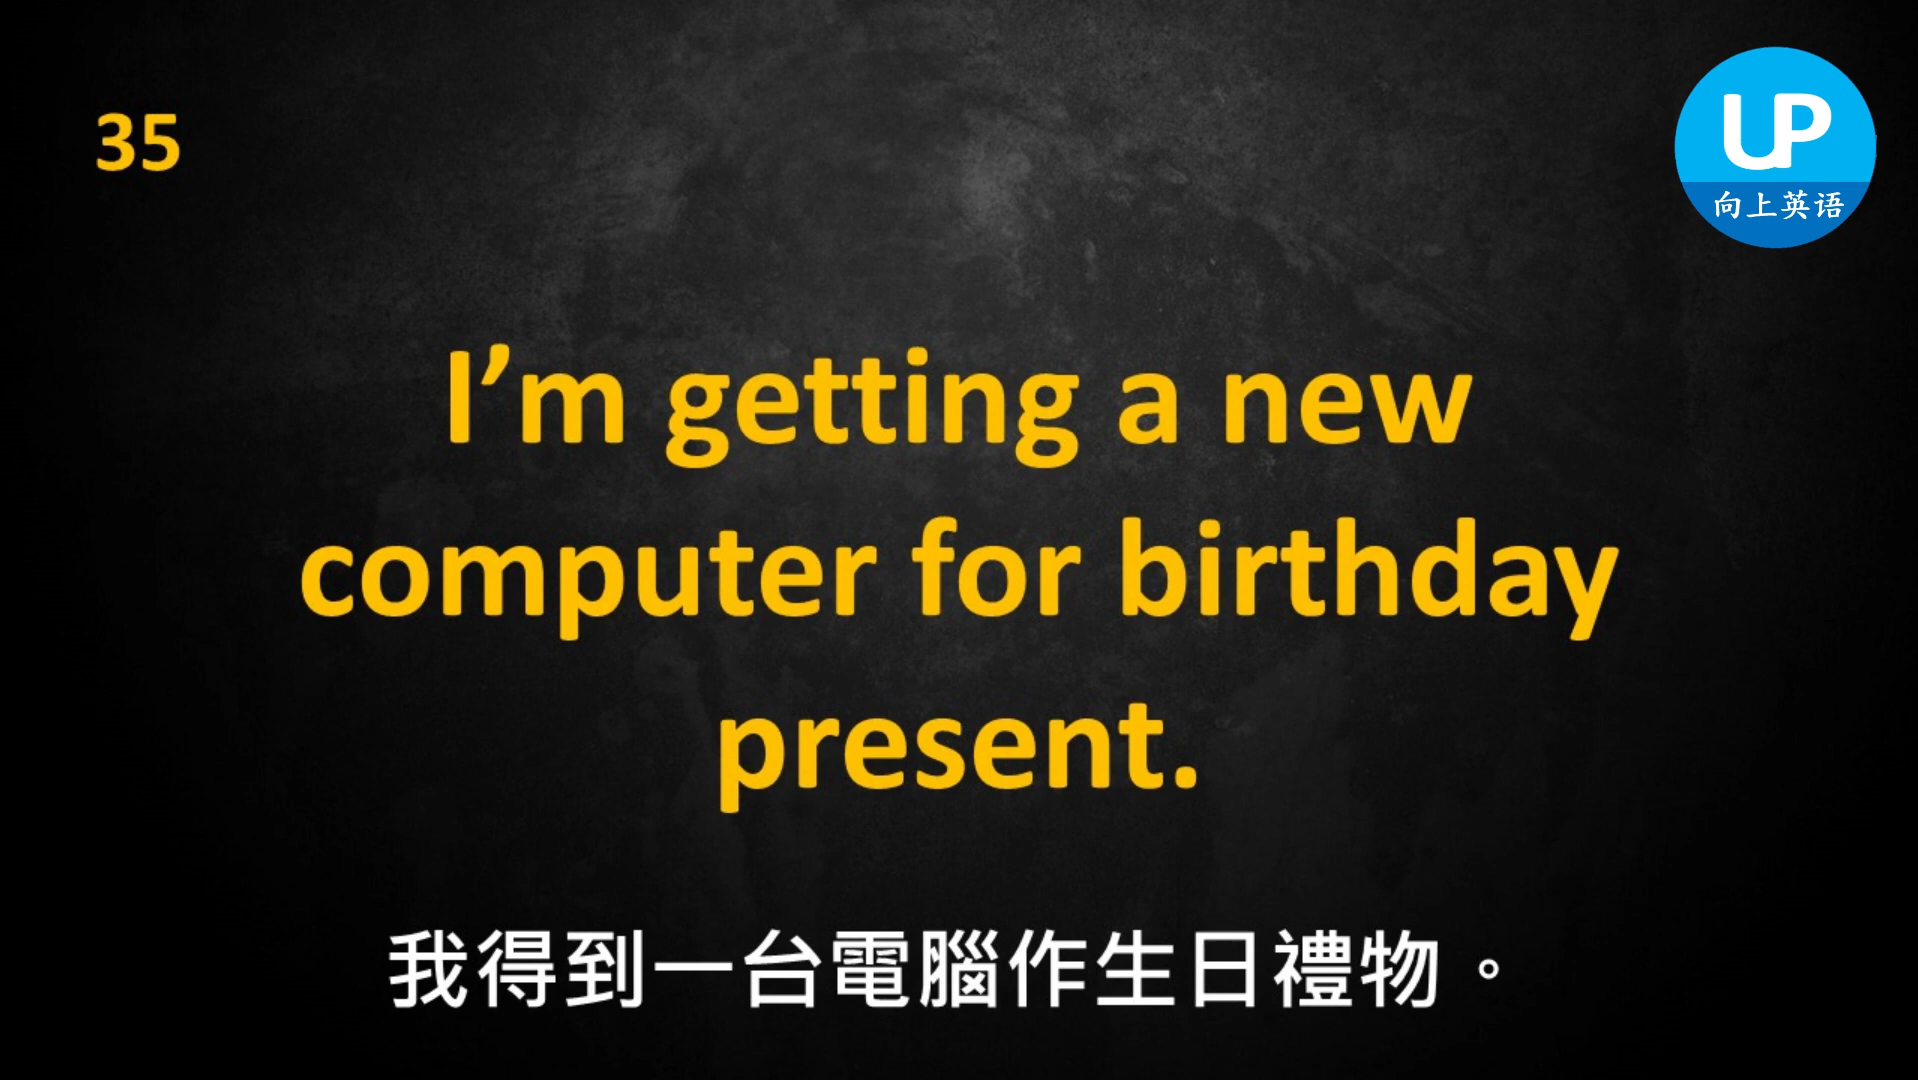 35
UP
向上英语
I’m getting a new
computer for birthday
present.
我得到一台電腦作生日禮物。